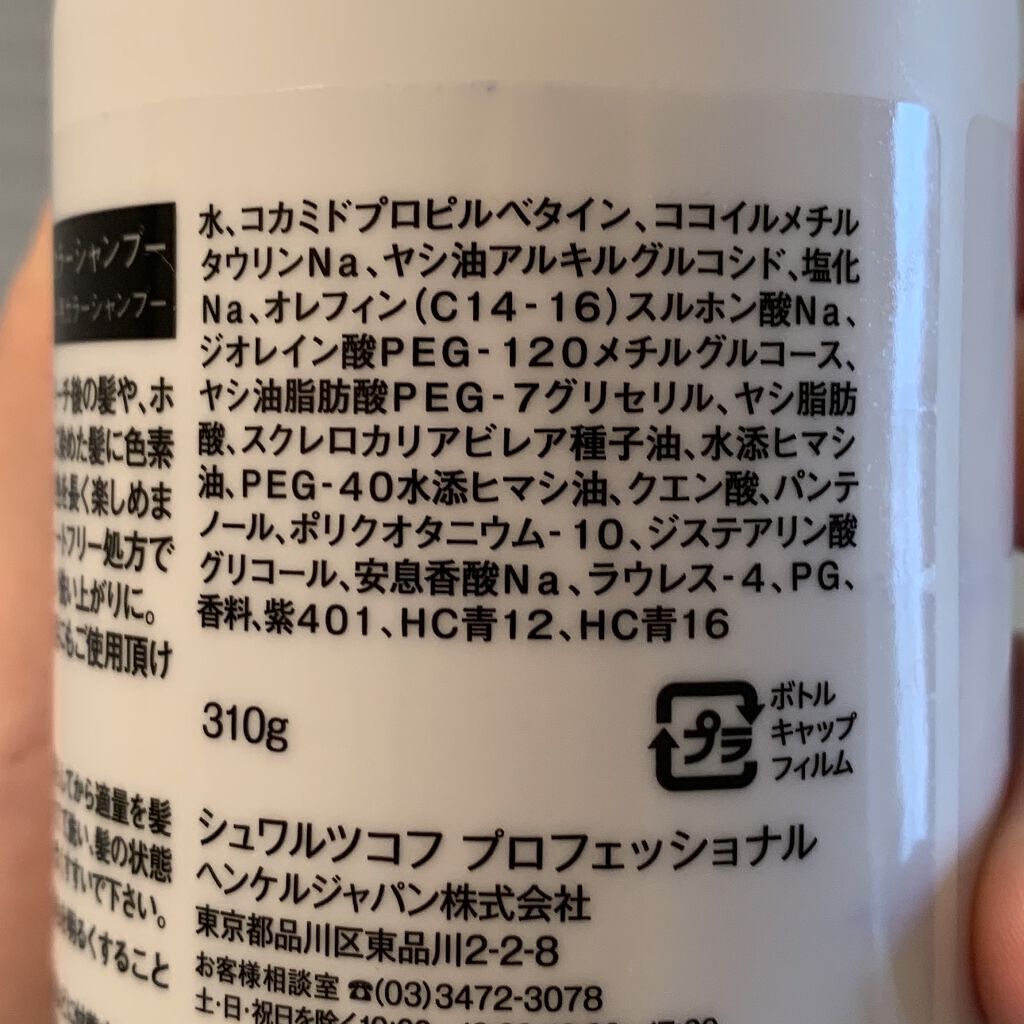 ラーシャンプー
カラーシャンプー
ーチ後の髪や、ホ
染めた髪に色素
を長く楽しめま
ートフリー処方で
い上がりに。
にもご使用頂け
してから適量を髪
髪の状態
すすいで下さい。
明るくすること
水、コカミドプロピルベタイン、ココイルメチル
タウリンNa、ヤシ油アルキルグルコシド、塩化
Na、オレフィン(C14-16)スルホン酸Na、
ジオレイン酸PEG-120メチルグルコース、
ヤシ油脂肪酸PEG-7グリセリル、ヤシ脂肪
酸、スクレロカリアビレア種子油、水添ヒマシ
油、PEG-40水添ヒマシ油、クエン酸、パンテ
ノール、ポリクオタニウム-10、ジステアリン酸
グリコール、安息香酸Na、ラウレス-4、PG、
香料、紫401、HC青12、HC青16
310g
プラ
ボトル
キャップ
フィルム
シュワルツコフ プロフェッショナル
ヘンケルジャパン株式会社
東京都品川区東品川2-2-8
お客様相談室 ☎(03)3472-3078
土・日・祝日を除く